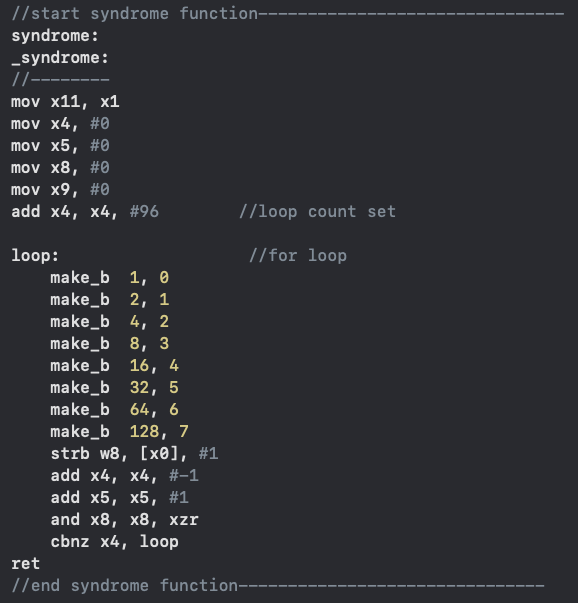 //start syndrome function-------------------------------
syndrome:
_syndrome:
//--------
mov x11, x1
mov x4, #0
mov x5, #0
mov x8, #0
mov x9, #0
add x4, x4, #96        //loop count set

loop:                   //for loop
    make_b  1, 0
    make_b  2, 1
    make_b  4, 2
    make_b  8, 3
    make_b  16, 4
    make_b  32, 5
    make_b  64, 6
    make_b  128, 7
    strb w8, [x0], #1
    add x4, x4, #-1
    add x5, x5, #1
    and x8, x8, xzr
    cbnz x4, loop
ret
//end syndrome function-------------------------------